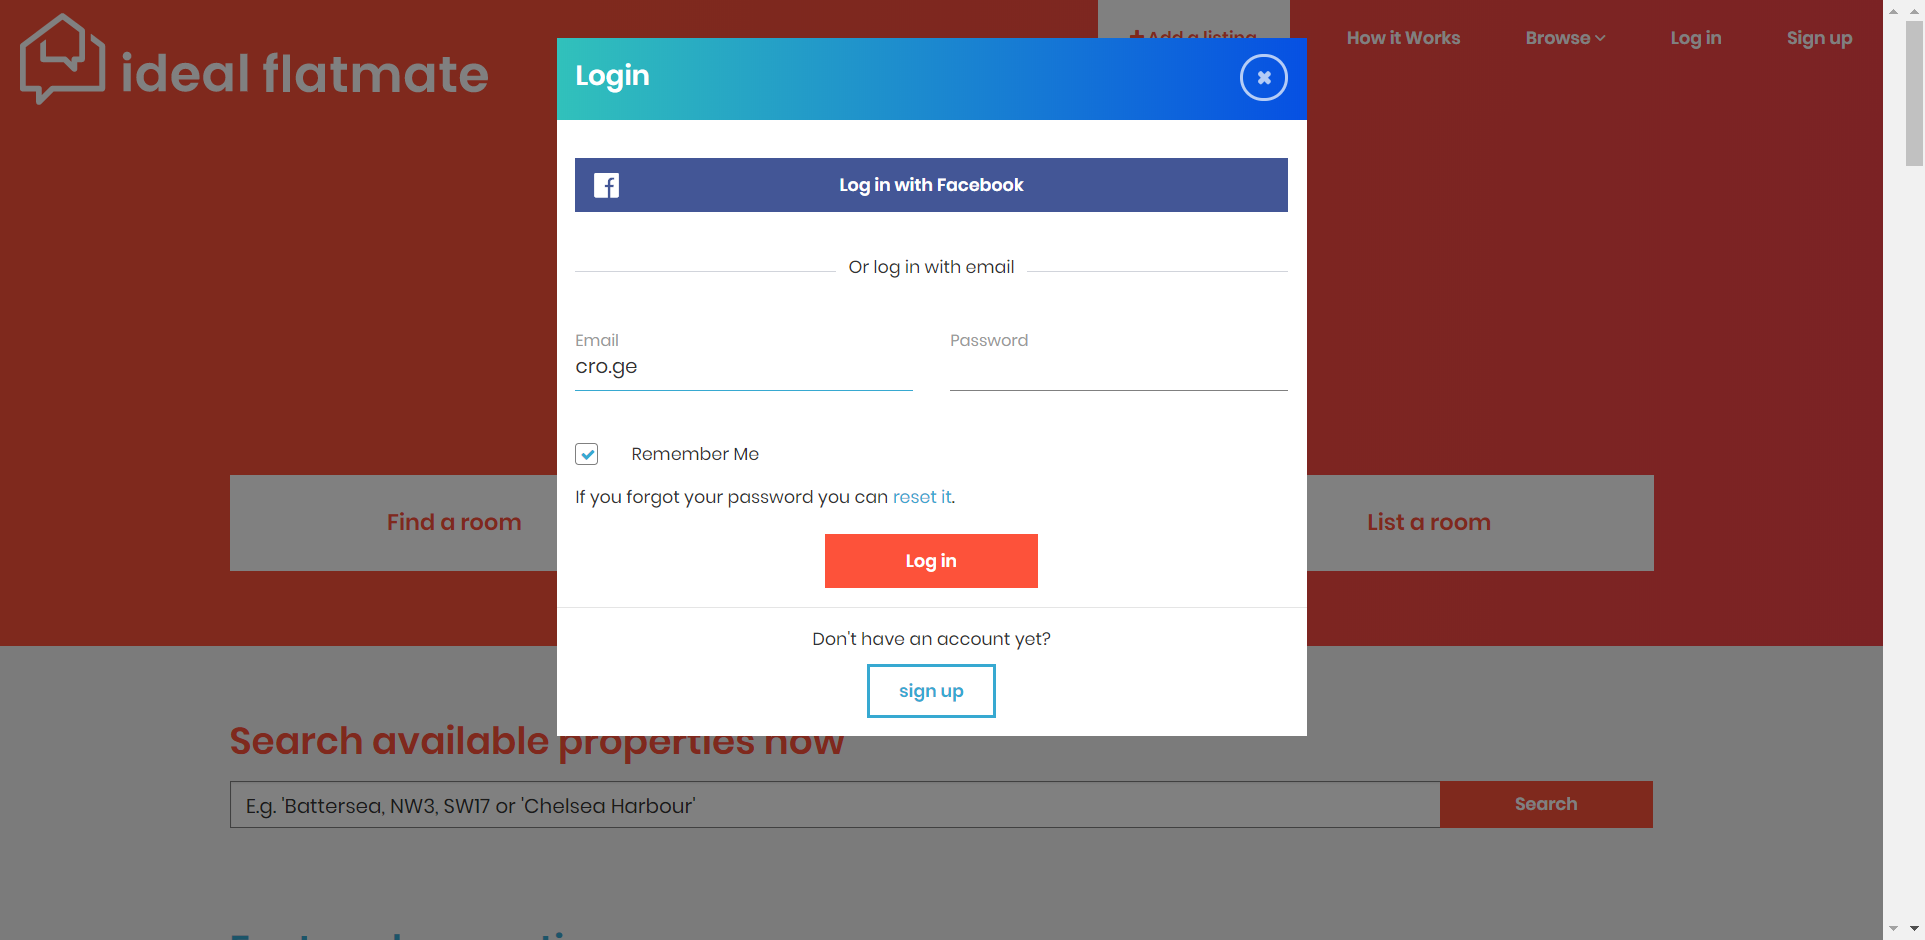 ideal flatmate
Add a listing
How it Works
Browse
Log in
Sign up
Login
Log in with Facebook
Or log in with email
Email
cro.ge
Password
Remember Me
If you forgot your password you can reset it.
Find a room
List a room
Log in
Don't have an account yet?
sign up
Search available properties now
E.g. 'Battersea, NW3, SW17 or 'Chelsea Harbour'
Search